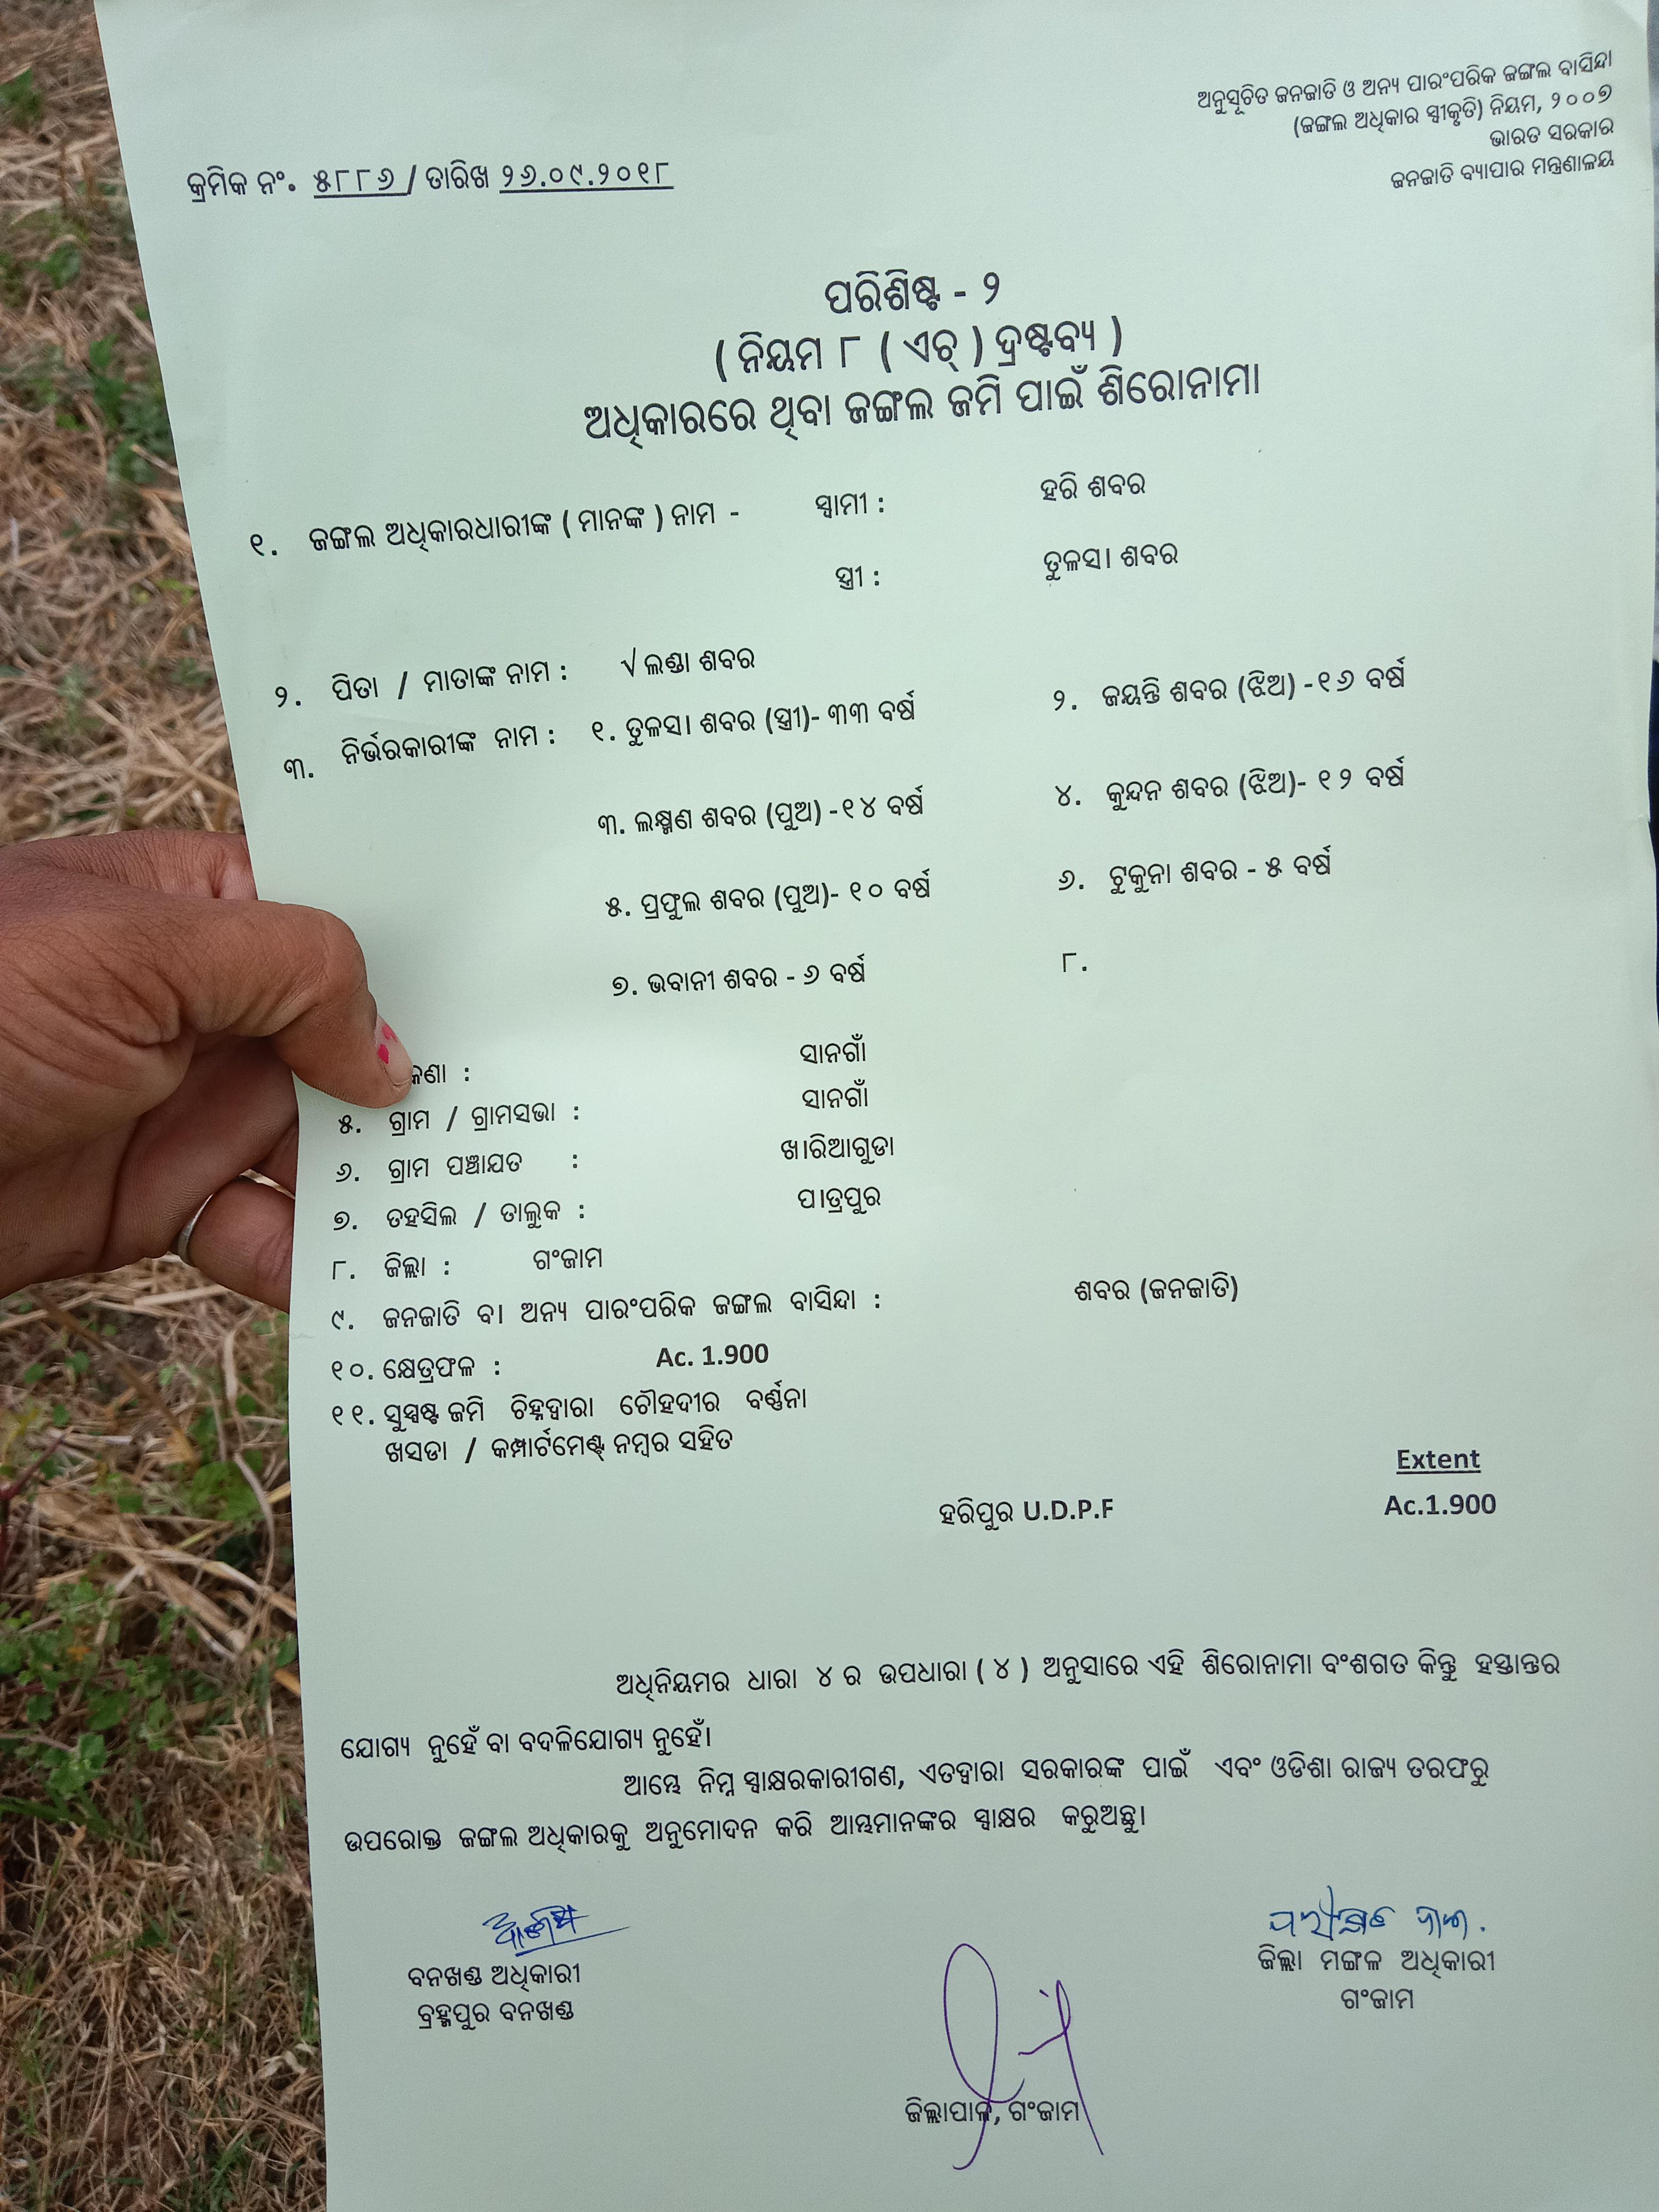 ଅନୁସୂଚିତ ଜନଜାତି ଓ ଅନ୍ୟ ପାରଂପରିକ ଜଙ୍ଗଲ ବାସିନ୍ଦା
(ଜଙ୍ଗଲ ଅଧିକାର ସ୍ୱୀକୃତି) ନିୟମ, ୨୦୦୭
ଭାରତ ସରକାର
ଜନଜାତି ବ୍ୟାପାର ମନ୍ତ୍ରଣାଳୟ
କ୍ରମିକ ନଂ. ୫୮୮୬ / ତାରିଖ ୨୬.୦୯.୨୦୧୮
ପରିଶିଷ୍ଟ - ୨
( ନିୟମ ୮ ( ଏଚ୍ ) ଦ୍ରଷ୍ଟବ୍ୟ )
ଅଧିକାରରେ ଥିବା ଜଙ୍ଗଲ ଜମି ପାଇଁ ଶିରୋନାମା
୧. ଜଙ୍ଗଲ ଅଧିକାରଧାରୀଙ୍କ ( ମାନଙ୍କ ) ନାମ - ସ୍ୱାମୀ : ହରି ଶବର
ସ୍ତ୍ରୀ : ତୁଳସା ଶବର
୨. ପିତା / ମାତାଙ୍କ ନାମ : √ ଲଣ୍ଡା ଶବର
୩. ନିର୍ଭରକାରୀଙ୍କ ନାମ : ୧. ତୁଳସା ଶବର (ସ୍ତ୍ରୀ)- ୩୩ ବର୍ଷ ୨. ଜୟନ୍ତି ଶବର (ଝିଅ) -୧୬ ବର୍ଷ
୩. ଲକ୍ଷ୍ମଣ ଶବର (ପୁଅ) -୧୪ ବର୍ଷ ୪. କୁନ୍ଦନ ଶବର (ଝିଅ)- ୧୨ ବର୍ଷ
୫. ପ୍ରଫୁଲ ଶବର (ପୁଅ)- ୧୦ ବର୍ଷ ୬. ଟୁକୁନା ଶବର - ୫ ବର୍ଷ
୭. ଭବାନୀ ଶବର - ୬ ବର୍ଷ ୮.
କଣା : ସାନଗାଁ
୫. ଗ୍ରାମ / ଗ୍ରାମସଭା : ସାନଗାଁ
୬. ଗ୍ରାମ ପଞ୍ଚାଯତ : ଖାରିଆଗୁଡା
୭. ତହସିଲ / ତାଲୁକ : ପାତ୍ରପୁର
୮. ଜିଲ୍ଲା : ଗଂଜାମ
୯. ଜନଜାତି ବା ଅନ୍ୟ ପାରଂପରିକ ଜଙ୍ଗଲ ବାସିନ୍ଦା : ଶବର (ଜନଜାତି)
୧୦. କ୍ଷେତ୍ରଫଳ : Ac. 1.900
୧୧. ସୁସ୍ପଷ୍ଟ ଜମି ଚିହ୍ନଦ୍ୱାରା ଚୌହଦୀର ବର୍ଣ୍ଣନା
ଖସଡା / କମ୍ପାର୍ଟମେଣ୍ଟ୍ ନମ୍ବର ସହିତ
Extent
ହରିପୁର U.D.P.F Ac.1.900
ଅଧିନିୟମର ଧାରା ୪ ର ଉପଧାରା ( ୪ ) ଅନୁସାରେ ଏହି ଶିରୋନାମା ବଂଶଗତ କିନ୍ତୁ ହସ୍ତାନ୍ତର
ଯୋଗ୍ୟ ନୁହେଁ ବା ବଦଳିଯୋଗ୍ୟ ନୁହେଁ।
ଆମ୍ଭେ ନିମ୍ନ ସ୍ୱାକ୍ଷରକାରୀଗଣ, ଏତଦ୍ୱାରା ସରକାରଙ୍କ ପାଇଁ ଏବଂ ଓଡିଶା ରାଜ୍ୟ ତରଫରୁ
ଉପରୋକ୍ତ ଜଙ୍ଗଲ ଅଧିକାରକୁ ଅନୁମୋଦନ କରି ଆମ୍ଭମାନଙ୍କର ସ୍ୱାକ୍ଷର କରୁଅଛୁ।
ବନଖଣ୍ଡ ଅଧିକାରୀ
ବ୍ରହ୍ମପୁର ବନଖଣ୍ଡ
ଜିଲ୍ଲା ମଙ୍ଗଳ ଅଧିକାରୀ
ଗଂଜାମ
ଜିଲ୍ଲାପାଳ, ଗଂଜାମ